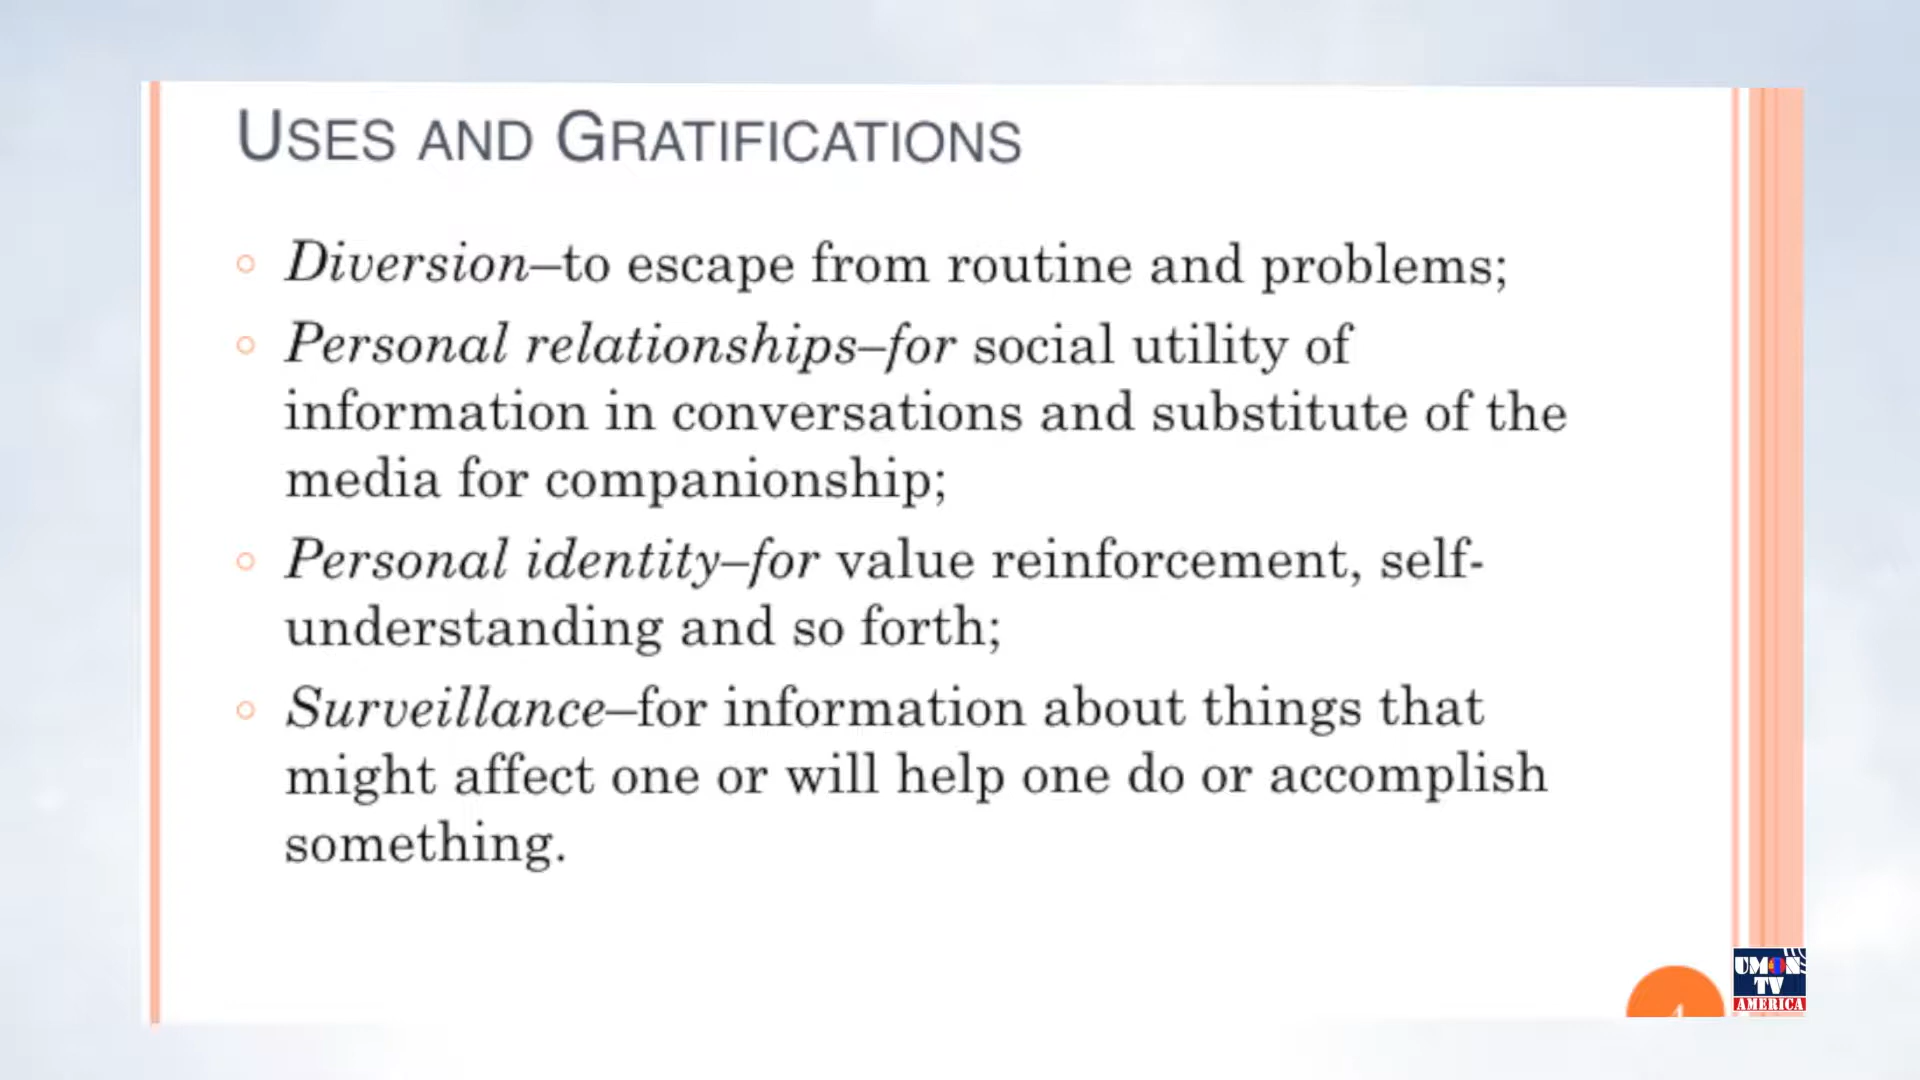 USES AND GRATIFICATIONS
Diversion–to escape from routine and problems;
Personal relationships–for social utility of
information in conversations and substitute of the
media for companionship;
Personal identity–for value reinforcement, self-
understanding and so forth;
Surveillance–for information about things that
might affect one or will help one do or accomplish
something.
UMON
TV
AMERICA